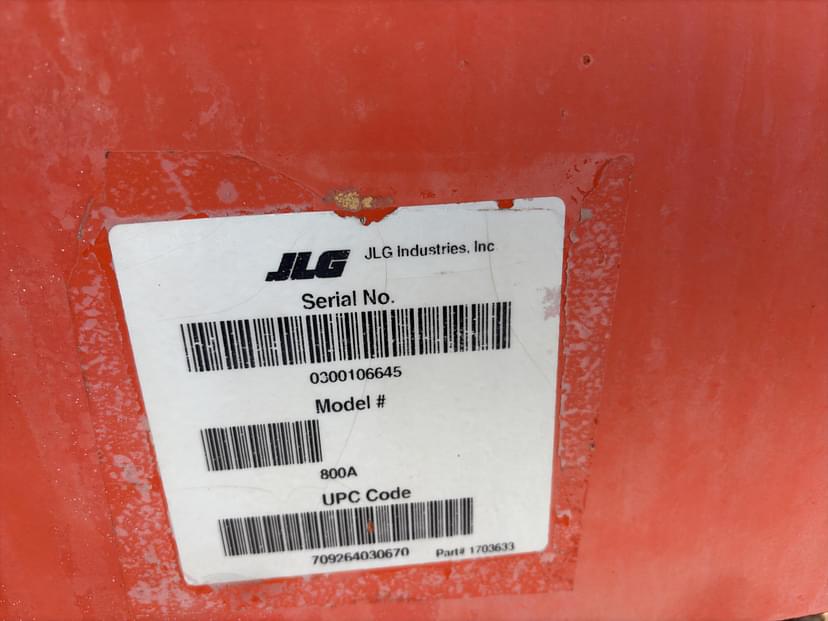 JLG JLG Industries, Inc
Serial No.
0300106645
Model #
800A
UPC Code
709264030670 Part# 1703633